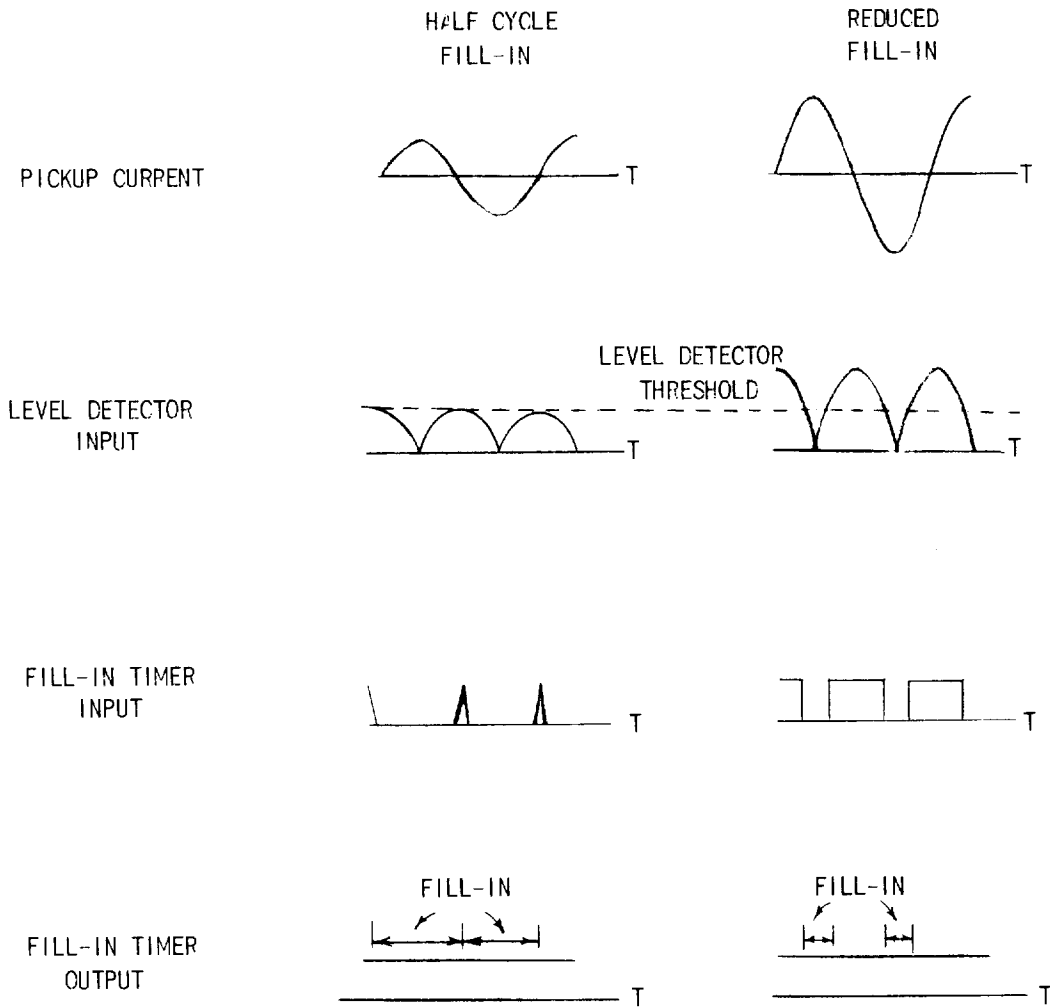 HALF CYCLE
FILL-IN
REDUCED
FILL-IN
PICKUP CURRENT
T
T
LEVEL DETECTOR
THRESHOLD
LEVEL DETECTOR
INPUT
T
T
FILL-IN TIMER
INPUT
T
T
FILL-IN
FILL-IN
FILL-IN TIMER
OUTPUT
T
T